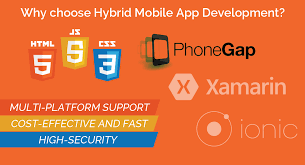 Why choose Hybrid Mobile App Development?
HTML JS CSS
5 5 3
PhoneGap
Xamarin
ionic
MULTI-PLATFORM SUPPORT
COST-EFFECTIVE AND FAST
HIGH-SECURITY